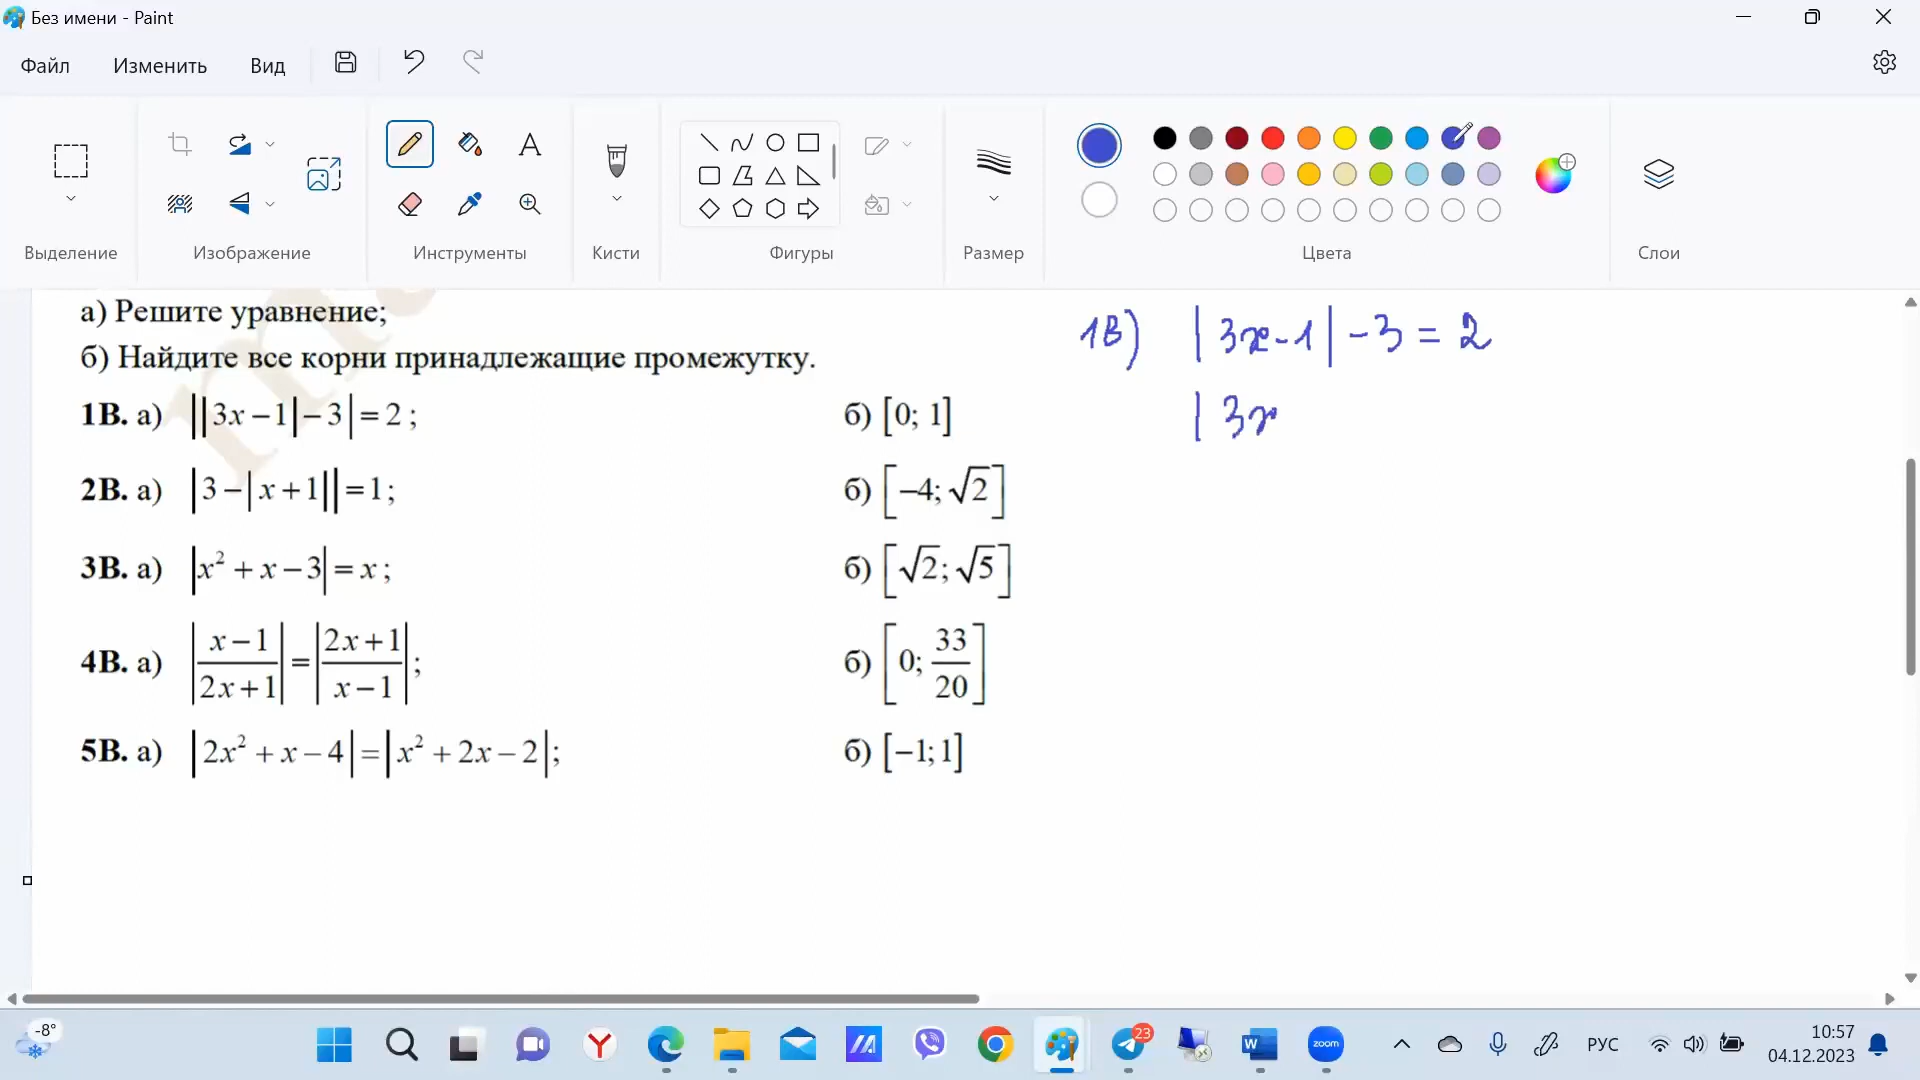 Без имени - Paint
Файл Изменить Вид
Выделение Изображение Инструменты Кисти Фигуры Размер Цвета Слои
а) Решите уравнение;
б) Найдите все корни принадлежащие промежутку.
1В. а) ||3x−1|−3|=2; б) [0; 1]
2В. а) |3−|x+1||=1; б) [−4; √2]
3В. а) |x²+x−3|=x; б) [√2; √5]
4В. а) |(x−1)/(2x+1)|=|(2x+1)/(x−1)|; б) [0; 33/20]
5В. а) |2x²+x−4|=|x²+2x−2|; б) [−1;1]
1В) |3x-1|-3=2
|3x
-8°
23
zoom
РУС
10:57
04.12.2023